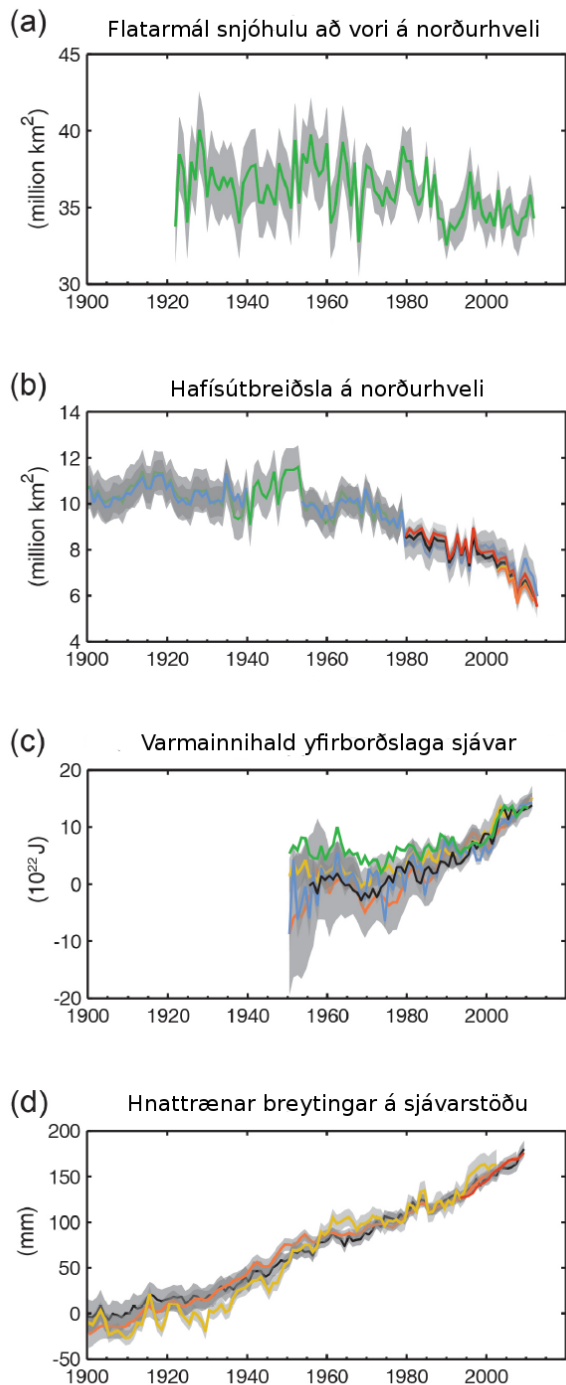 (a) Flatarmál snjóhulu að vori á norðurhveli
45
40
35
30
(million km²)
1900 1920 1940 1960 1980 2000
(b) Hafísútbreiðsla á norðurhveli
14
12
10
8
6
4
(million km²)
1900 1920 1940 1960 1980 2000
(c) Varmainnihald yfirborðslaga sjávar
20
10
0
-10
-20
(10²² J)
1900 1920 1940 1960 1980 2000
(d) Hnattrænar breytingar á sjávarstöðu
200
150
100
50
0
-50
(mm)
1900 1920 1940 1960 1980 2000